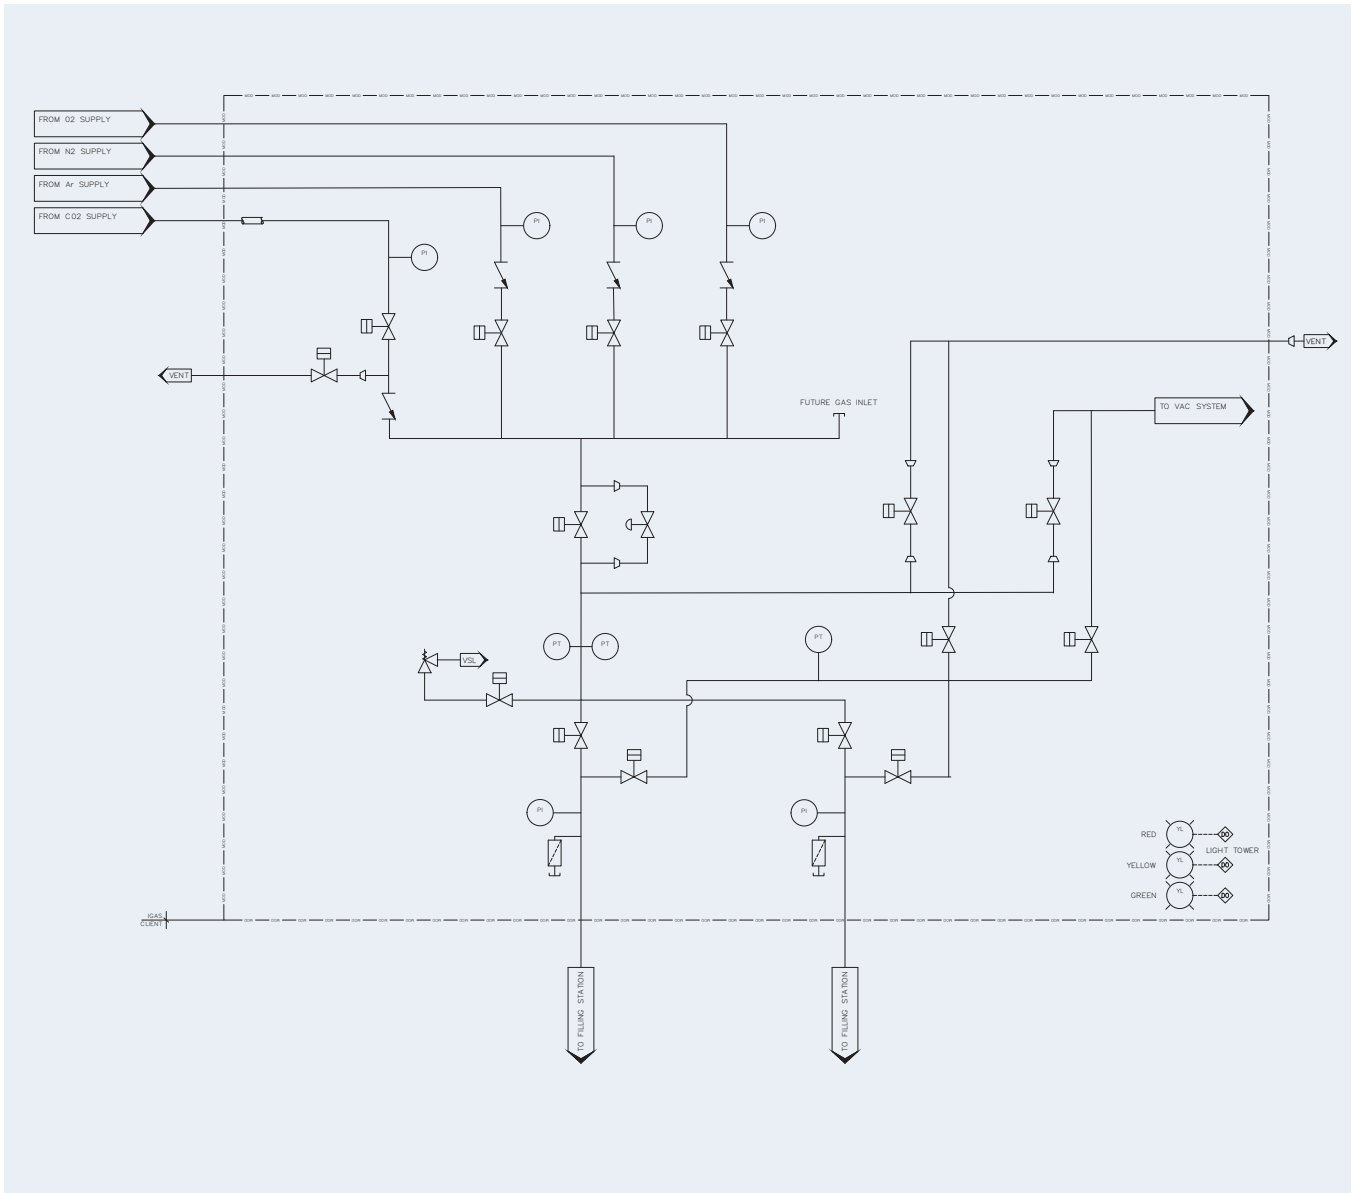 FROM O2 SUPPLY
FROM N2 SUPPLY
FROM Ar SUPPLY
FROM CO2 SUPPLY
PI
PI
PI
PI
VENT
VENT
FUTURE GAS INLET
TO VAC SYSTEM
PT
PT
PT
VSL
PI
PI
RED
YL
DO
LIGHT TOWER
YELLOW
YL
DO
GREEN
YL
DO
IGAS
CLIENT
TO FILLING STATION
TO FILLING STATION